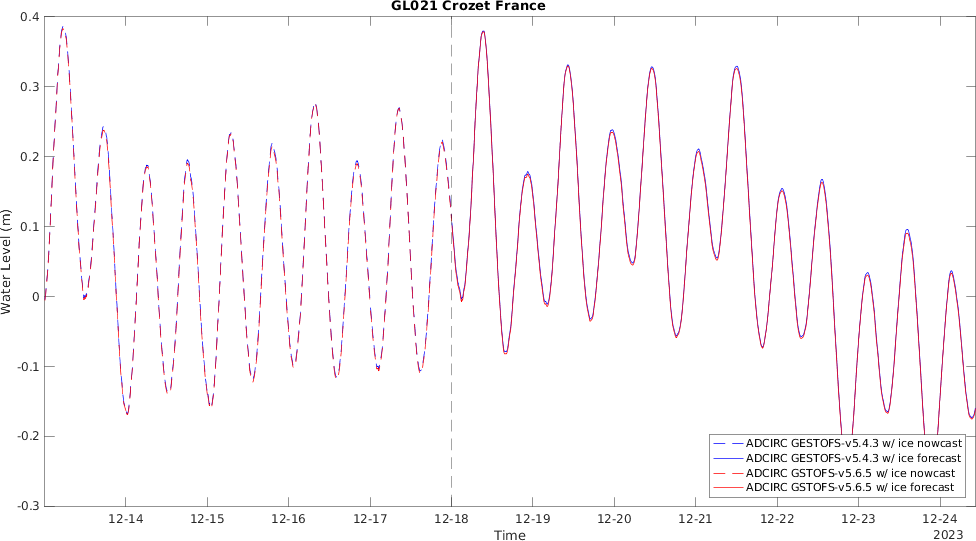 GL021 Crozet France
Water Level (m)
0.4
0.3
0.2
0.1
0
-0.1
-0.2
-0.3
ADCIRC GESTOFS-v5.4.3 w/ ice nowcast
ADCIRC GESTOFS-v5.4.3 w/ ice forecast
ADCIRC GSTOFS-v5.6.5 w/ ice nowcast
ADCIRC GSTOFS-v5.6.5 w/ ice forecast
12-14 12-15 12-16 12-17 12-18 12-19 12-20 12-21 12-22 12-23 12-24
Time
2023